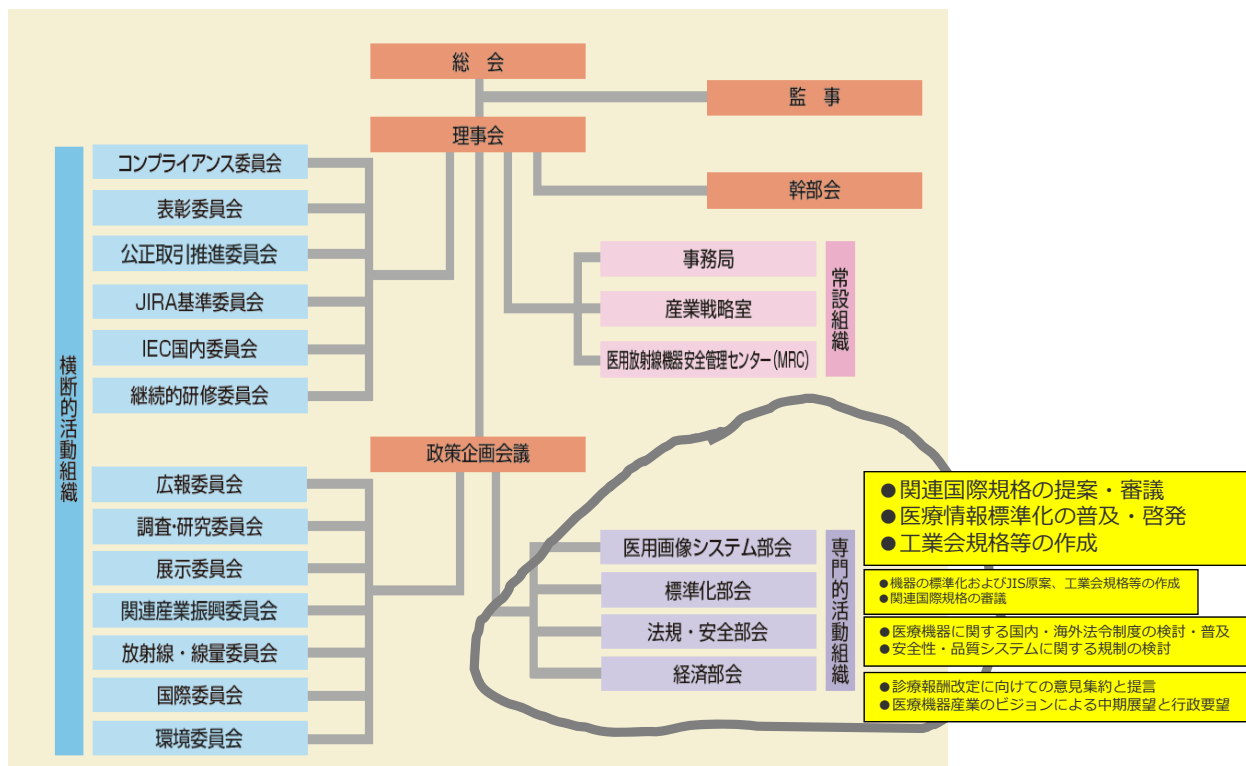 総　会
監　事
理事会
幹部会
横断的活動組織
コンプライアンス委員会
表彰委員会
公正取引推進委員会
JIRA基準委員会
IEC国内委員会
継続的研修委員会
事務局
産業戦略室
医用放射線機器安全管理センター(MRC)
常設組織
政策企画会議
広報委員会
調査・研究委員会
展示委員会
関連産業振興委員会
放射線・線量委員会
国際委員会
環境委員会
医用画像システム部会
標準化部会
法規・安全部会
経済部会
専門的活動組織
●関連国際規格の提案・審議
●医療情報標準化の普及・啓発
●工業会規格等の作成
●機器の標準化およびJIS原案、工業会規格等の作成
●関連国際規格の審議
●医療機器に関する国内・海外法令制度の検討・普及
●安全性・品質システムに関する規制の検討
●診療報酬改定に向けての意見集約と提言
●医療機器産業のビジョンによる中期展望と行政要望